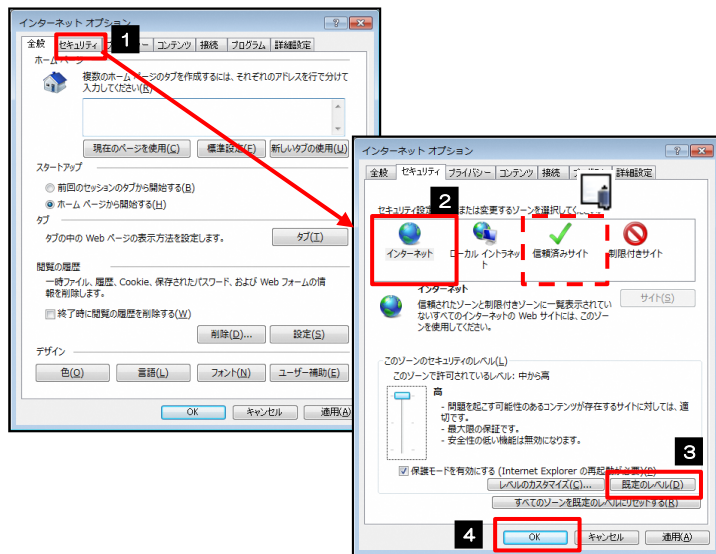 インターネット オプション
全般 セキュリティ コンテンツ 接続 プログラム 詳細設定
1
ホーム ページ
複数のホーム ページのタブを作成するには、それぞれのアドレスを行で分けて
入力してください(R)
現在のページを使用(C) 標準設定(F) 新しいタブの使用(U)
スタートアップ
前回のセッションのタブから開始する(B)
ホーム ページから開始する(H)
タブ
タブの中の Web ページの表示方法を設定します。 タブ(T)
閲覧の履歴
一時ファイル、履歴、Cookie、保存されたパスワード、および Web フォームの情
報を削除します。
終了時に閲覧の履歴を削除する(W)
削除(D)... 設定(S)
デザイン
色(O) 言語(L) フォント(N) ユーザー補助(E)
OK キャンセル 適用(A)
インターネット オプション
全般 セキュリティ プライバシー コンテンツ 接続 詳細設定
2
セキュリティ設定 または変更するゾーンを選択して
インターネット ローカル イントラネッ 信頼済みサイト 制限付きサイト
ト
インターネット
信頼されたゾーンと制限付きゾーンに一覧表示されてい
ないすべてのインターネットの Web サイトには、このゾー
ンを使用してください。
サイト(S)
このゾーンのセキュリティのレベル(L)
このゾーンで許可されているレベル: 中から高
高
- 問題を起こす可能性のあるコンテンツが存在するサイトに対しては、適
切です。
- 最大限の保証です。
- 安全性の低い機能は無効になります。
3
保護モードを有効にする (Internet Explorer の再起動が必要)(P)
レベルのカスタマイズ(C)... 既定のレベル(D)
すべてのゾーンを既定のレベルにリセットする(R)
4
OK キャンセル 適用(A)